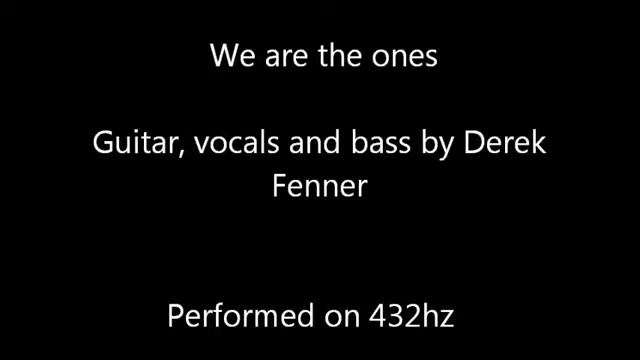 We are the ones
Guitar, vocals and bass by Derek
Fenner
Performed on 432hz